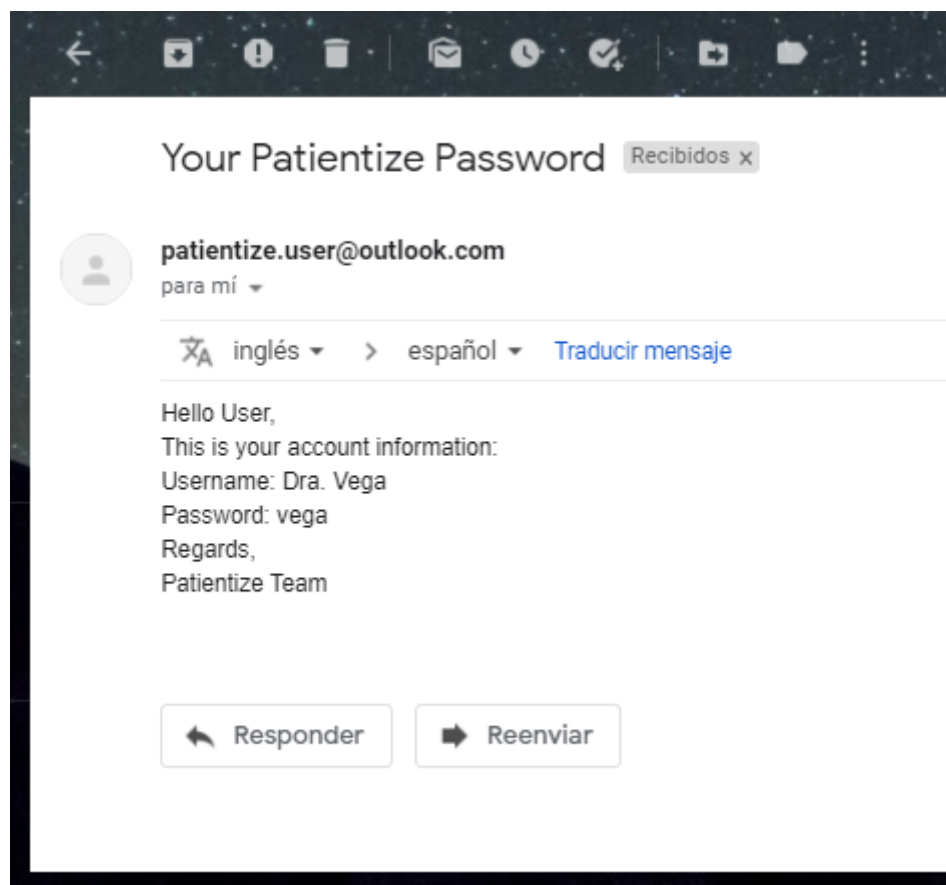 Your Patientize Password Recibidos x
patientize.user@outlook.com
para mí
inglés > español Traducir mensaje
Hello User,
This is your account information:
Username: Dra. Vega
Password: vega
Regards,
Patientize Team
Responder Reenviar